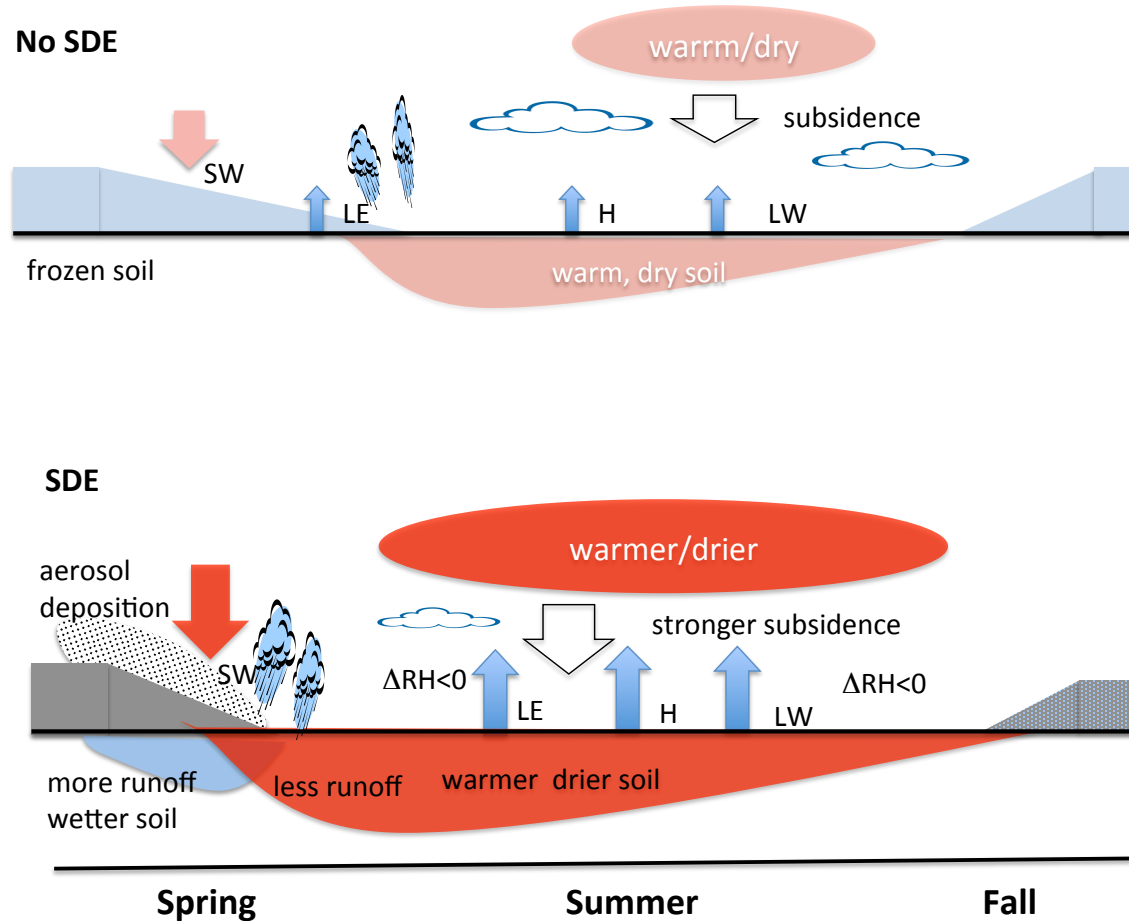 No SDE
warrm/dry
subsidence
SW
LE
H
LW
frozen soil
warm, dry soil
SDE
warmer/drier
aerosol
deposition
stronger subsidence
SW
ΔRH<0
ΔRH<0
LE
H
LW
more runoff
wetter soil
less runoff
warmer drier soil
Spring
Summer
Fall